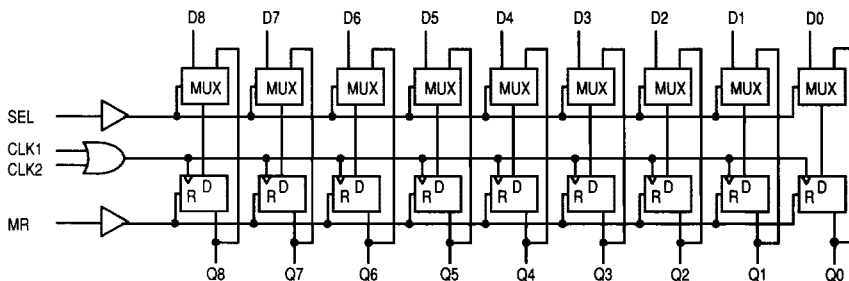 D8 D7 D6 D5 D4 D3 D2 D1 D0
MUX MUX MUX MUX MUX MUX MUX MUX MUX
SEL
CLK1
CLK2
D D D D D D D D D
R R R R R R R R R
MR
Q8 Q7 Q6 Q5 Q4 Q3 Q2 Q1 Q0